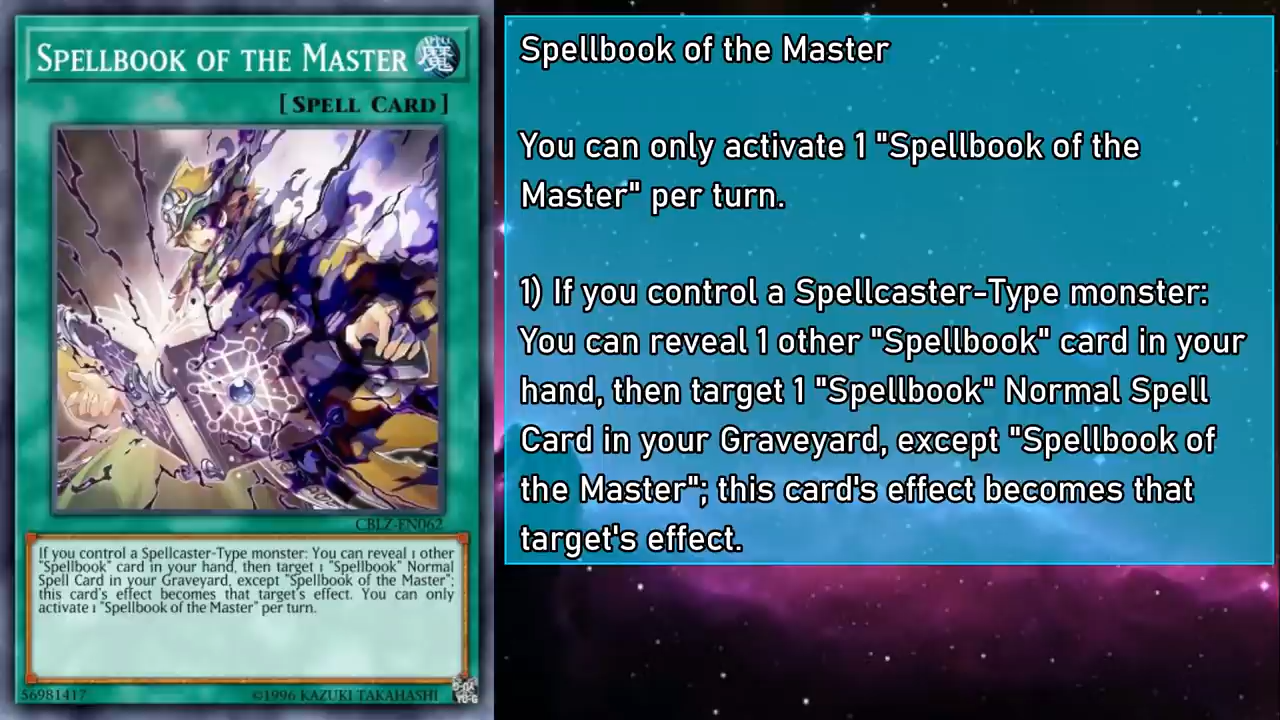 SPELLBOOK OF THE MASTER 魔
[SPELL CARD]
CBLZ-EN062
If you control a Spellcaster-Type monster: You can reveal 1 other
"Spellbook" card in your hand, then target 1 "Spellbook" Normal
Spell Card in your Graveyard, except "Spellbook of the Master";
this card's effect becomes that target's effect. You can only
activate 1 "Spellbook of the Master" per turn.
56981417 ©1996 KAZUKI TAKAHASHI
Spellbook of the Master
You can only activate 1 "Spellbook of the
Master" per turn.
1) If you control a Spellcaster-Type monster:
You can reveal 1 other "Spellbook" card in your
hand, then target 1 "Spellbook" Normal Spell
Card in your Graveyard, except "Spellbook of
the Master"; this card's effect becomes that
target's effect.